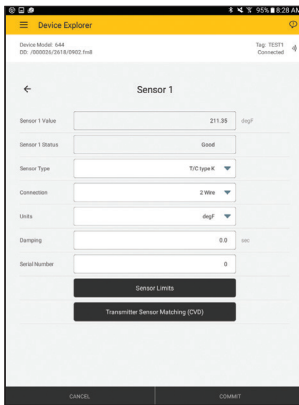 95% 8:28 AM
Device Explorer
Device Model: 644
DD: /000026/2618/0902.fm8
Tag: TEST1
Connected
Sensor 1
Sensor 1 Value
211.35
degF
Sensor 1 Status
Good
Sensor Type
T/C type K
Connection
2 Wire
Units
degF
Damping
0.0
sec
Serial Number
0
Sensor Limits
Transmitter Sensor Matching (CVD)
CANCEL
COMMIT